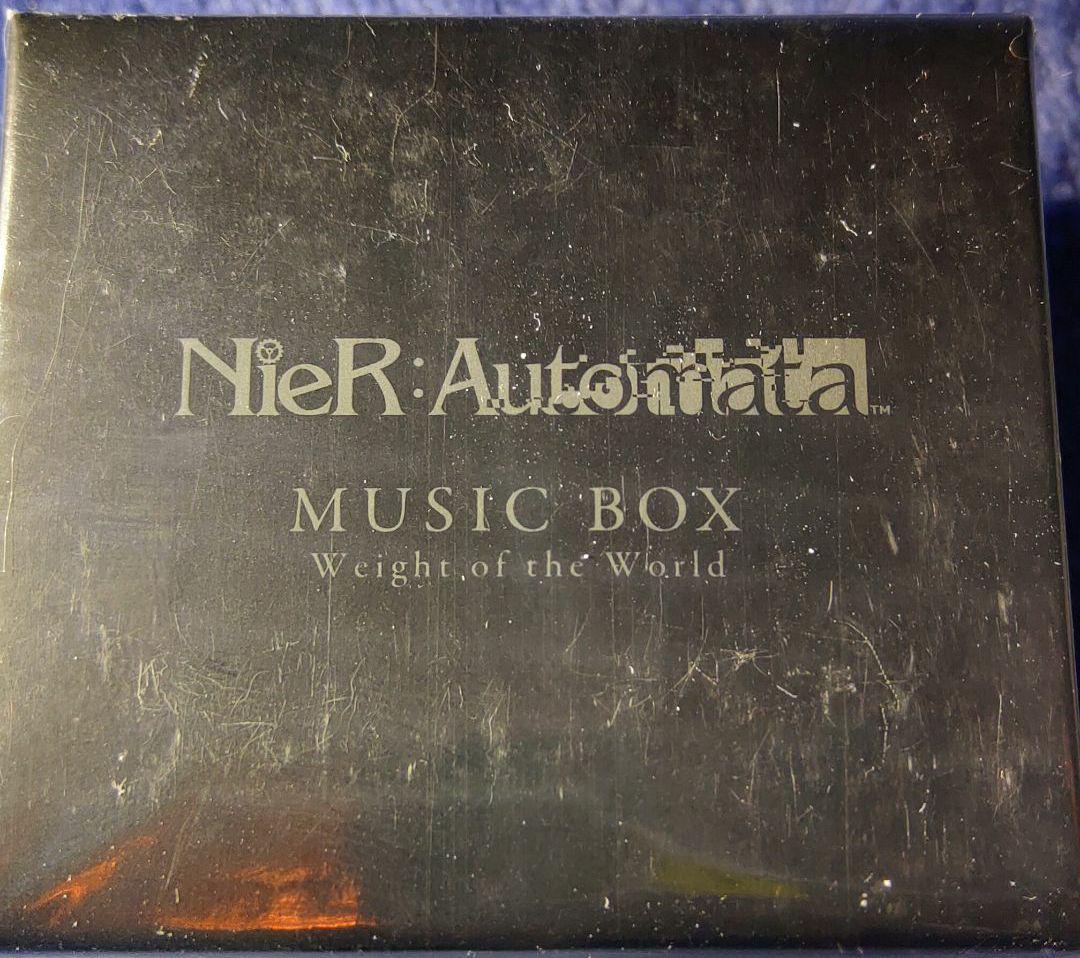 NieR:Automata™
MUSIC BOX
Weight of the World